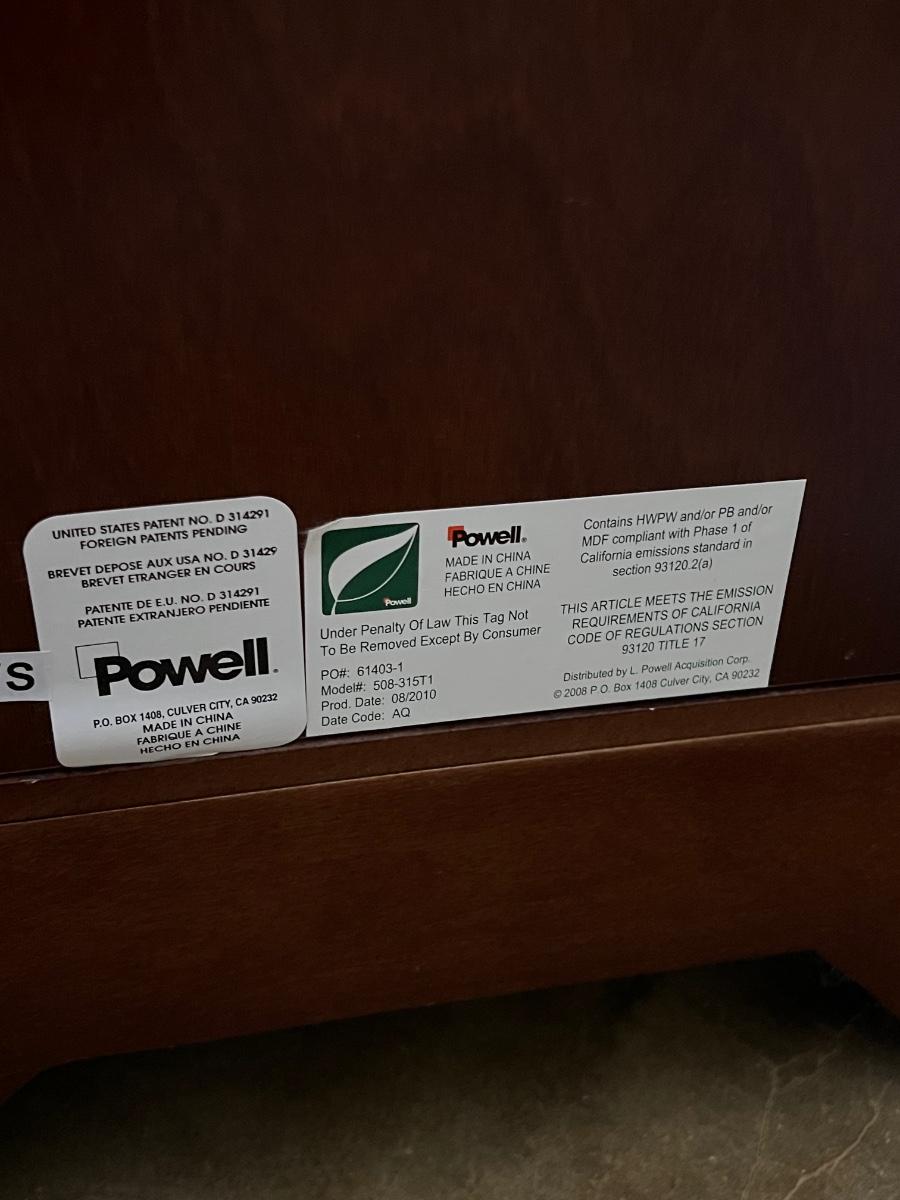 UNITED STATES PATENT NO. D 314291
FOREIGN PATENTS PENDING
BREVET DEPOSE AUX USA NO. D 31429
BREVET ETRANGER EN COURS
PATENTE DE E.U. NO. D 314291
PATENTE EXTRANJERO PENDIENTE
Powell®
P.O. BOX 1408, CULVER CITY, CA 90232
MADE IN CHINA
FABRIQUE A CHINE
HECHO EN CHINA
S
Powell
Powell®
MADE IN CHINA
FABRIQUE A CHINE
HECHO EN CHINA
Under Penalty Of Law This Tag Not
To Be Removed Except By Consumer
PO#: 61403-1
Model#: 508-315T1
Prod. Date: 08/2010
Date Code: AQ
Contains HWPW and/or PB and/or
MDF compliant with Phase 1 of
California emissions standard in
section 93120.2(a)
THIS ARTICLE MEETS THE EMISSION
REQUIREMENTS OF CALIFORNIA
CODE OF REGULATIONS SECTION
93120 TITLE 17
Distributed by L. Powell Acquisition Corp.
© 2008 P.O. Box 1408 Culver City, CA 90232